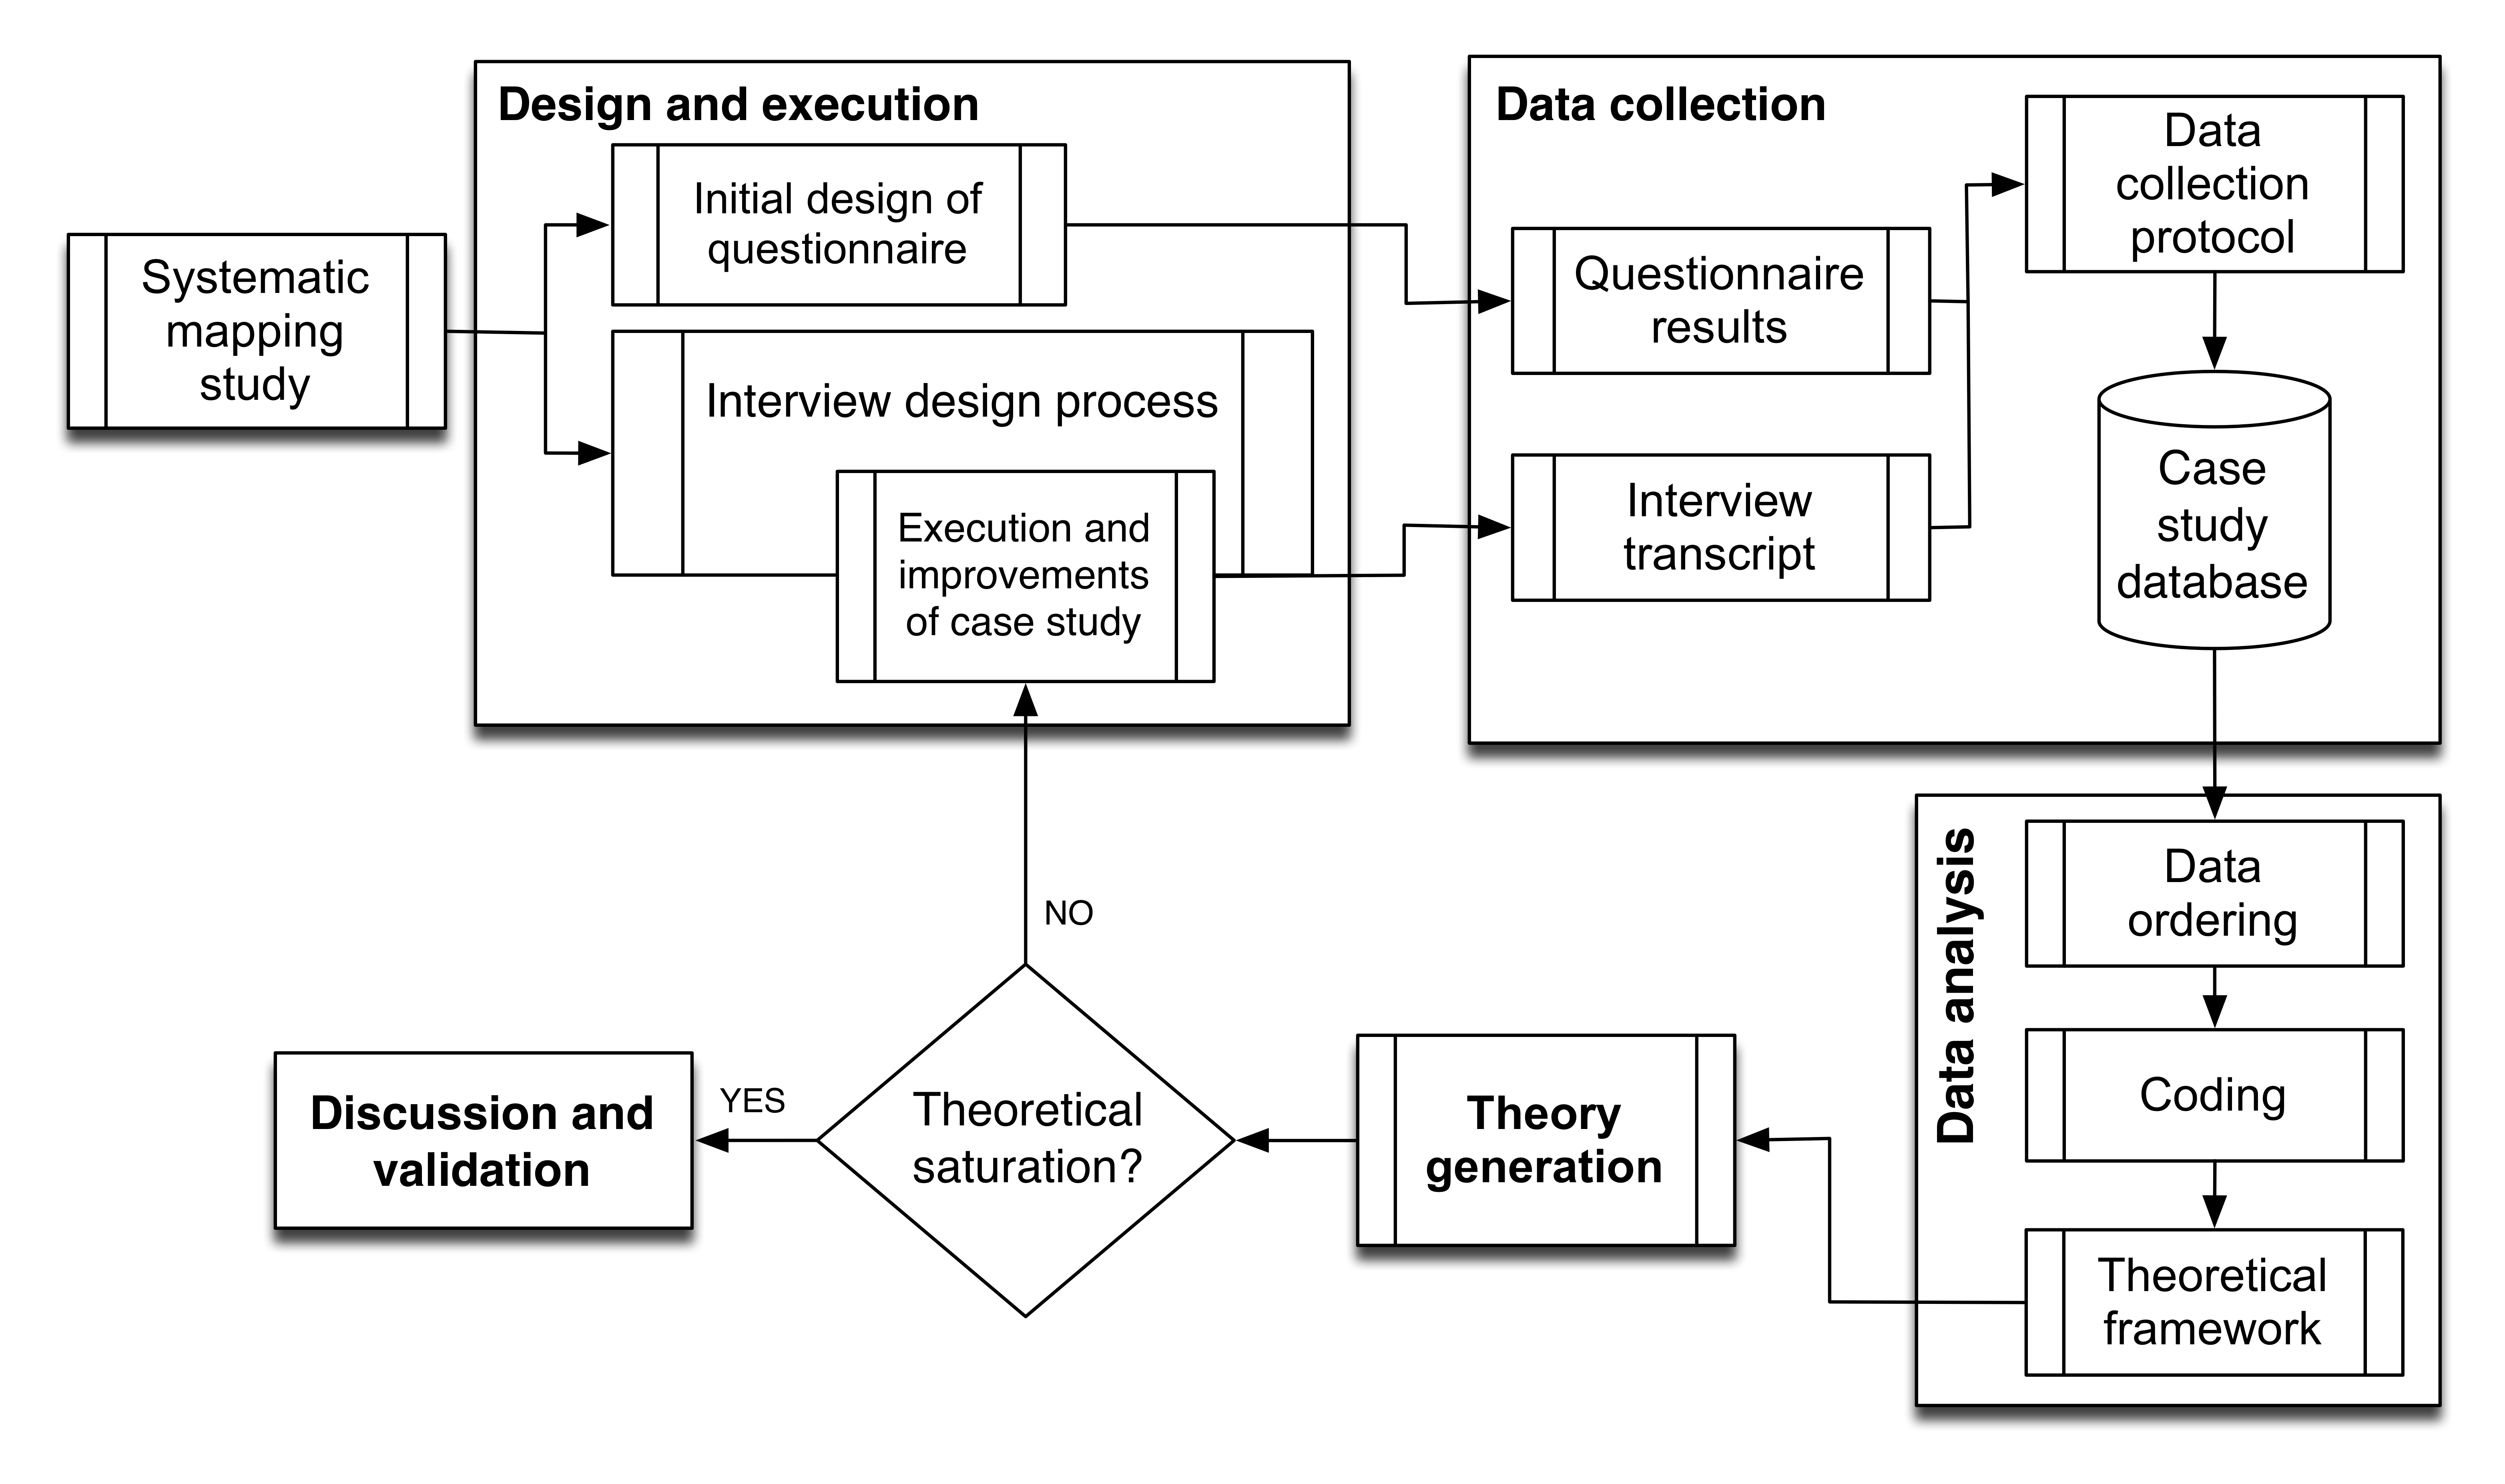 Design and execution
Initial design of
questionnaire
Systematic
mapping
study
Interview design process
Execution and
improvements
of case study
Data collection
Questionnaire
results
Interview
transcript
Data
collection
protocol
Case
study
database
Data analysis
Data
ordering
Coding
Theoretical
framework
Theory
generation
Theoretical
saturation?
NO
YES
Discussion and
validation